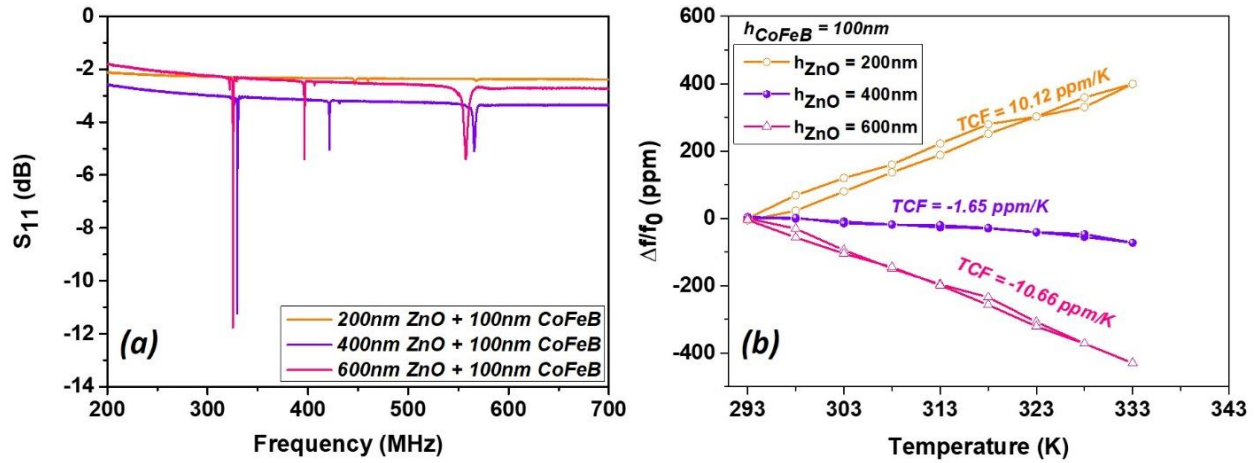 0
-2
-4
-6
-8
-10
-12
-14
S11 (dB)
(a)
200nm ZnO + 100nm CoFeB
400nm ZnO + 100nm CoFeB
600nm ZnO + 100nm CoFeB
200 300 400 500 600 700
Frequency (MHz)
600
400
200
0
-200
-400
Δf/f0 (ppm)
hCoFeB = 100nm
hZnO = 200nm
hZnO = 400nm
hZnO = 600nm
TCF = 10.12 ppm/K
TCF = -1.65 ppm/K
TCF = -10.66 ppm/K
(b)
293 303 313 323 333 343
Temperature (K)